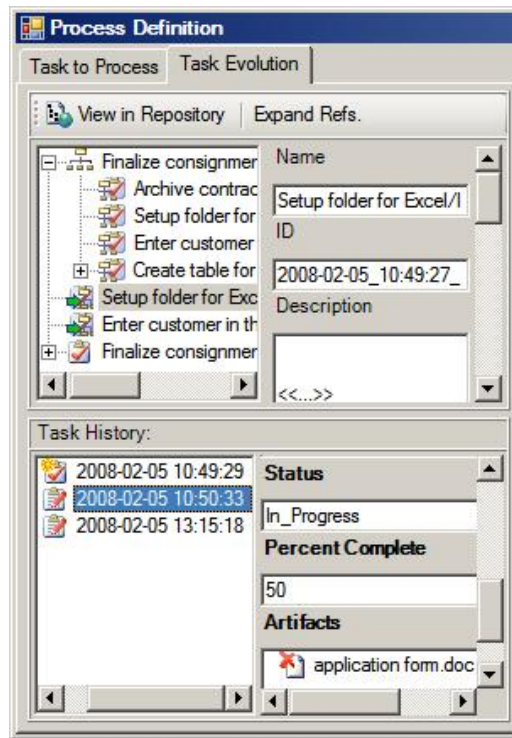 Process Definition
Task to Process Task Evolution
View in Repository Expand Refs.
Finalize consignmer
Archive contrac
Setup folder for
Enter customer
Create table for
Setup folder for Exc
Enter customer in th
Finalize consignmer
Name
Setup folder for Excel/I
ID
2008-02-05_10:49:27_
Description
<<...>>
Task History:
2008-02-05 10:49:29
2008-02-05 10:50:33
2008-02-05 13:15:18
Status
In_Progress
Percent Complete
50
Artifacts
application form.doc